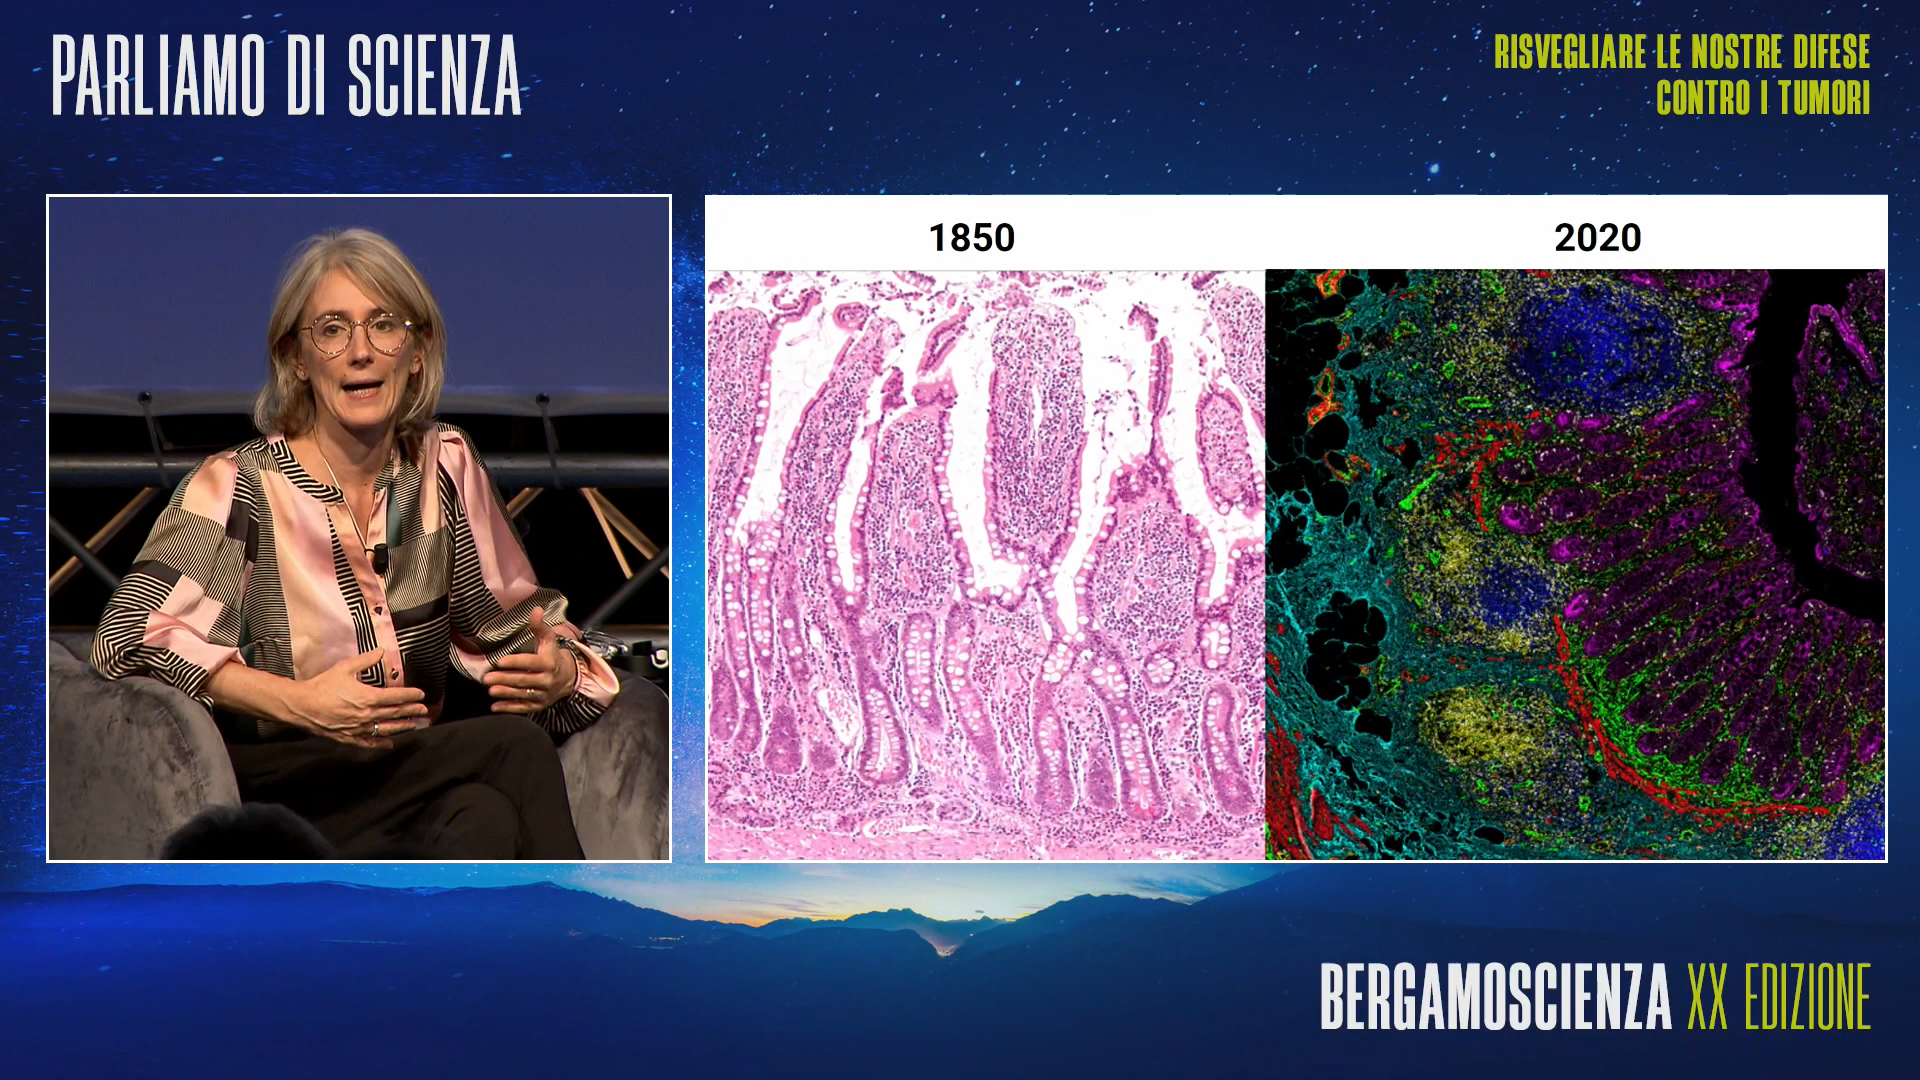 PARLIAMO DI SCIENZA
RISVEGLIARE LE NOSTRE DIFESE
CONTRO I TUMORI
1850
2020
BERGAMOSCIENZA XX EDIZIONE